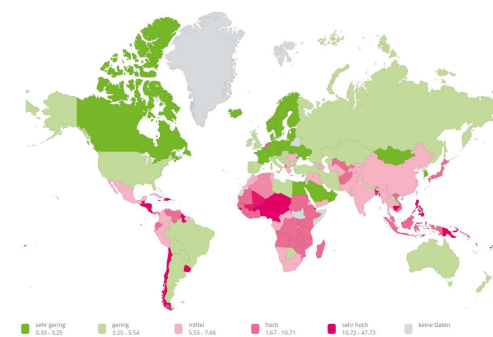 sehr gering
0.30 - 3.25
gering
3.25 - 5.54
mittel
5.55 - 7.66
hoch
7.67 - 10.71
sehr hoch
10.72 - 47.73
keine Daten